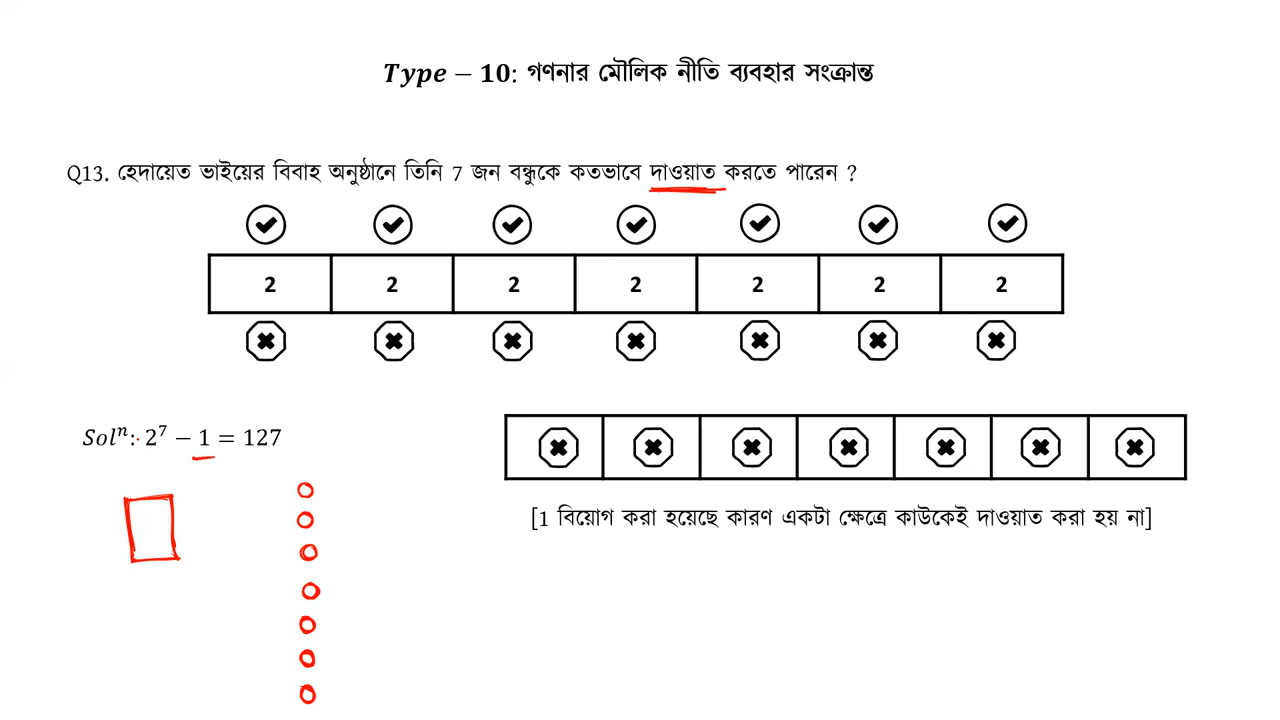 Type – 10: গণনার মৌলিক নীতি ব্যবহার সংক্রান্ত
Q13. হেদায়েত ভাইয়ের বিবাহ অনুষ্ঠানে তিনি 7 জন বন্ধুকে কতভাবে দাওয়াত করতে পারেন ?
2 2 2 2 2 2 2
Solⁿ: 2⁷ − 1 = 127
[1 বিয়োগ করা হয়েছে কারণ একটা ক্ষেত্রে কাউকেই দাওয়াত করা হয় না]